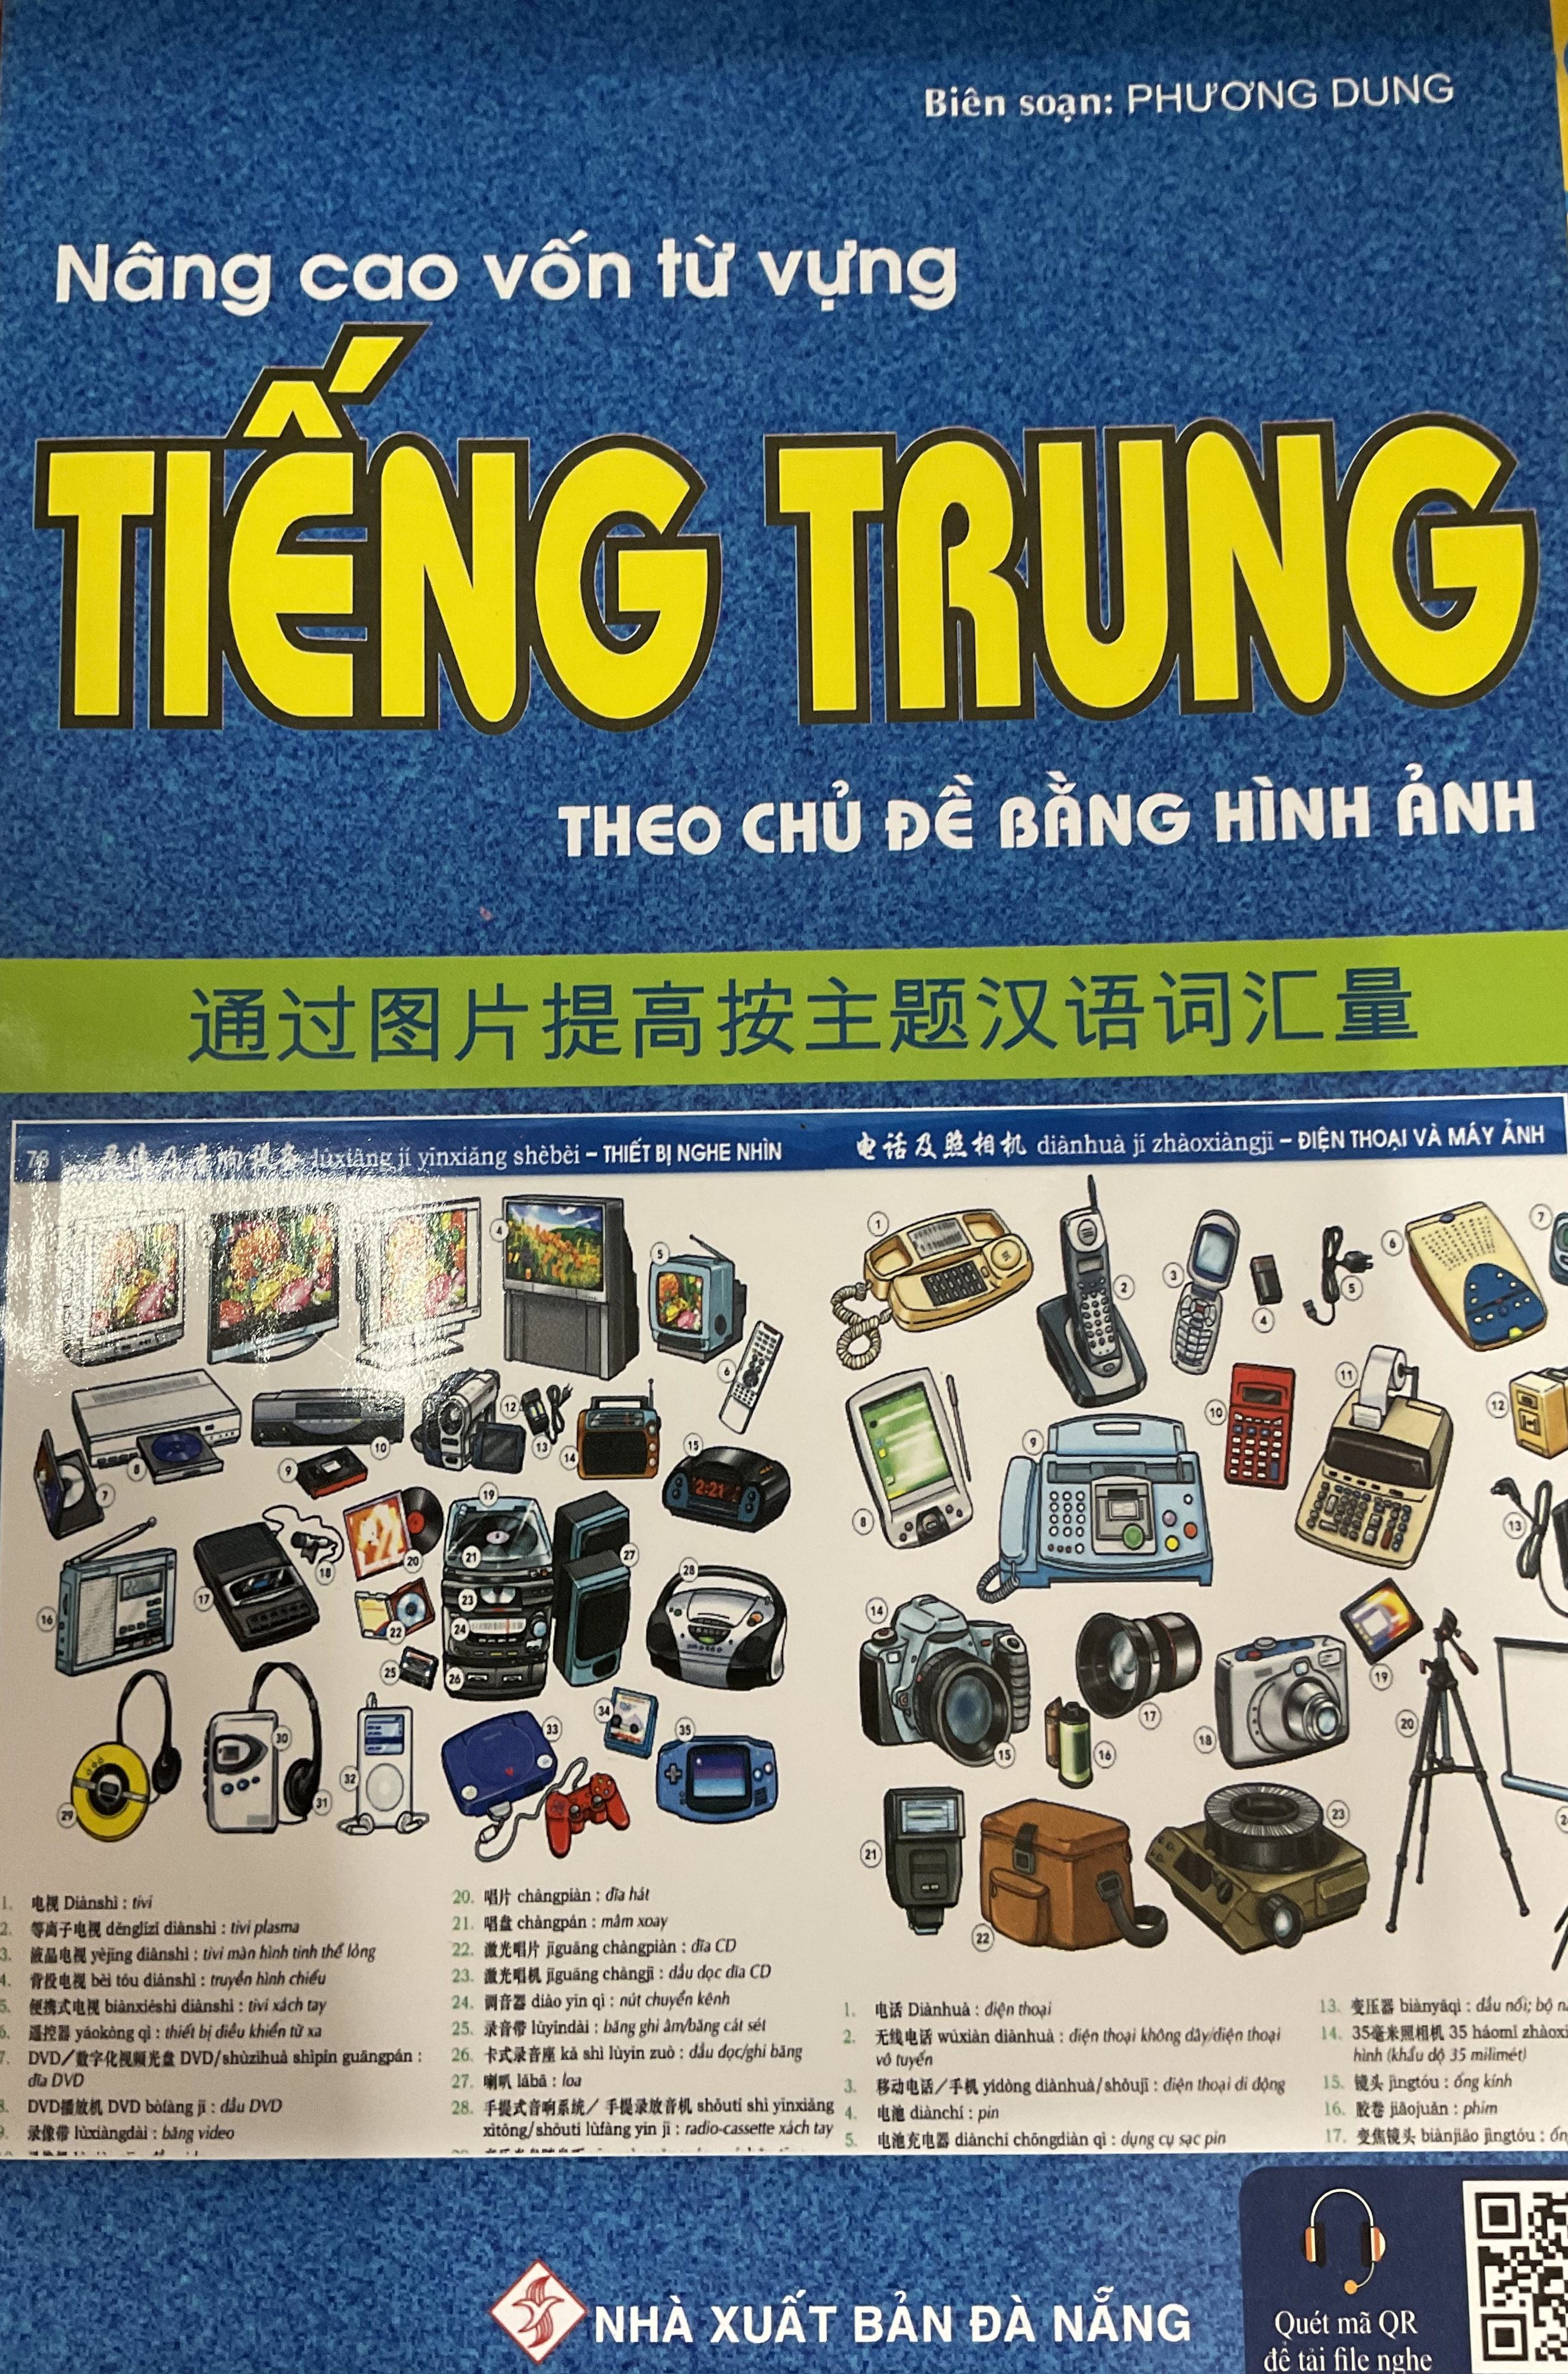 Biên soạn: PHƯƠNG DUNG
Nâng cao vốn từ vựng
TIẾNG TRUNG
THEO CHỦ ĐỀ BẰNG HÌNH ẢNH
通过图片提高按主题汉语词汇量
lùxiàng jí yīnxiǎng shèbèi – THIẾT BỊ NGHE NHÌN
电话及照相机 diànhuà jí zhàoxiàngjī – ĐIỆN THOẠI VÀ MÁY ẢNH
1. 电视 Diànshì : tivi
2. 等离子电视 děnglízǐ diànshì : tivi plasma
3. 液晶电视 yèjīng diànshì : tivi màn hình tinh thể lỏng
4. 背投电视 bèi tóu diànshì : truyền hình chiếu
5. 便携式电视 biànxiéshì diànshì : tivi xách tay
6. 遥控器 yáokòng qì : thiết bị điều khiển từ xa
7. DVD/数字化视频光盘 DVD/shùzìhuà shìpín guāngpán :
đĩa DVD
8. DVD播放机 DVD bòfàng jī : đầu DVD
9. 录像带 lùxiàngdài : băng video
20. 唱片 chàngpiàn : đĩa hát
21. 唱盘 chàngpán : mâm xoay
22. 激光唱片 jīguāng chàngpiàn : đĩa CD
23. 激光唱机 jīguāng chàngjī : đầu đọc đĩa CD
24. 调音器 diào yīn qì : nút chuyển kênh
25. 录音带 lùyīndài : băng ghi âm/băng cát sét
26. 卡式录音座 kǎ shì lùyīn zuò : đầu đọc/ghi băng
27. 喇叭 lǎbā : loa
28. 手提式音响系统/ 手提录放音机 shǒutí shì yīnxiǎng
xìtǒng/shǒutí lùfàng yīn jī : radio-cassette xách tay
1. 电话 Diànhuà : điện thoại
2. 无线电话 wúxiàn diànhuà : điện thoại không dây/điện thoại
vô tuyến
3. 移动电话/手机 yídòng diànhuà/shǒujī : điện thoại di động
4. 电池 diànchí : pin
5. 电池充电器 diànchí chōngdiàn qì : dụng cụ sạc pin
13. 变压器 biànyāqì : đầu nối; bộ
14. 35毫米照相机 35 háomǐ
hình (khẩu độ 35 milimét)
15. 镜头 jìngtóu : ống kính
16. 胶卷 jiāojuǎn : phim
17. 变焦镜头 biànjiāo jìngtóu :
NHÀ XUẤT BẢN ĐÀ NẴNG
Quét mã QR
để tải file nghe